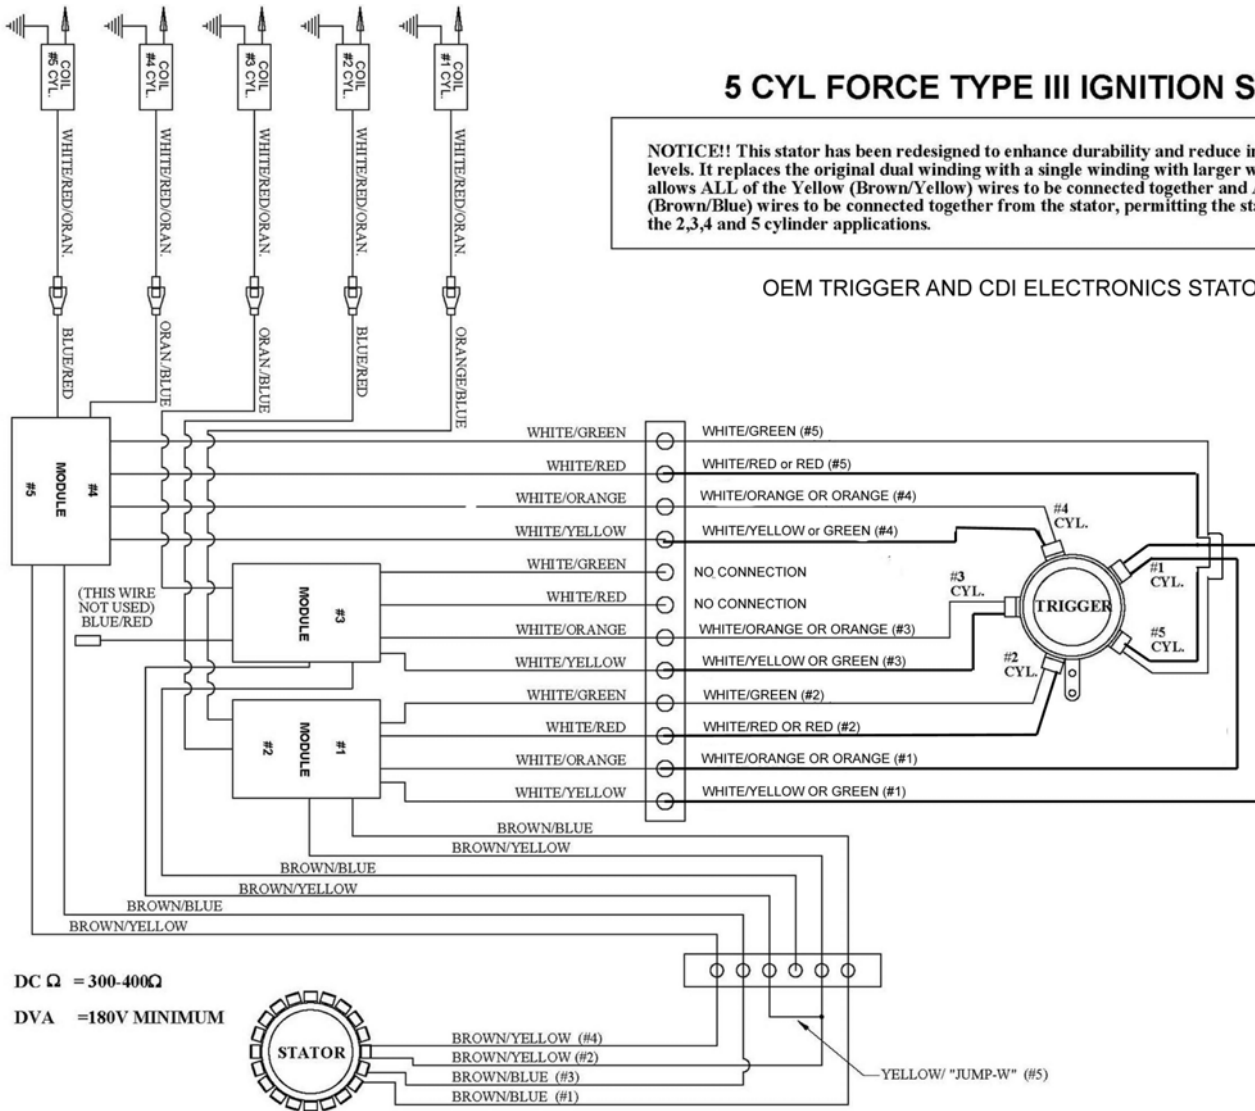 COIL
#5 CYL.
COIL
#4 CYL.
COIL
#3 CYL.
COIL
#2 CYL.
COIL
#1 CYL.
5 CYL FORCE TYPE III IGNITION S
NOTICE!! This stator has been redesigned to enhance durability and reduce in
levels. It replaces the original dual winding with a single winding with larger w
allows ALL of the Yellow (Brown/Yellow) wires to be connected together and A
(Brown/Blue) wires to be connected together from the stator, permitting the sta
the 2,3,4 and 5 cylinder applications.
OEM TRIGGER AND CDI ELECTRONICS STATO
WHITE/RED/ORAN.
WHITE/RED/ORAN.
WHITE/RED/ORAN.
WHITE/RED/ORAN.
WHITE/RED/ORAN.
BLUE/RED
ORAN./BLUE
ORAN./BLUE
BLUE/RED
ORANGE/BLUE
#4
MODULE
#5
WHITE/GREEN
WHITE/GREEN (#5)
WHITE/RED
WHITE/RED or RED (#5)
WHITE/ORANGE
WHITE/ORANGE OR ORANGE (#4)
WHITE/YELLOW
WHITE/YELLOW or GREEN (#4)
WHITE/GREEN
NO CONNECTION
WHITE/RED
NO CONNECTION
WHITE/ORANGE
WHITE/ORANGE OR ORANGE (#3)
WHITE/YELLOW
WHITE/YELLOW OR GREEN (#3)
WHITE/GREEN
WHITE/GREEN (#2)
WHITE/RED
WHITE/RED OR RED (#2)
WHITE/ORANGE
WHITE/ORANGE OR ORANGE (#1)
WHITE/YELLOW
WHITE/YELLOW OR GREEN (#1)
(THIS WIRE
NOT USED)
BLUE/RED
#3
MODULE
#1
MODULE
#2
#4
CYL.
#3
CYL.
#1
CYL.
TRIGGER
#5
CYL.
#2
CYL.
BROWN/BLUE
BROWN/YELLOW
BROWN/BLUE
BROWN/YELLOW
BROWN/BLUE
BROWN/YELLOW
DC Ω = 300-400Ω
DVA =180V MINIMUM
STATOR
BROWN/YELLOW (#4)
BROWN/YELLOW (#2)
BROWN/BLUE (#3)
BROWN/BLUE (#1)
YELLOW/ "JUMP-W" (#5)